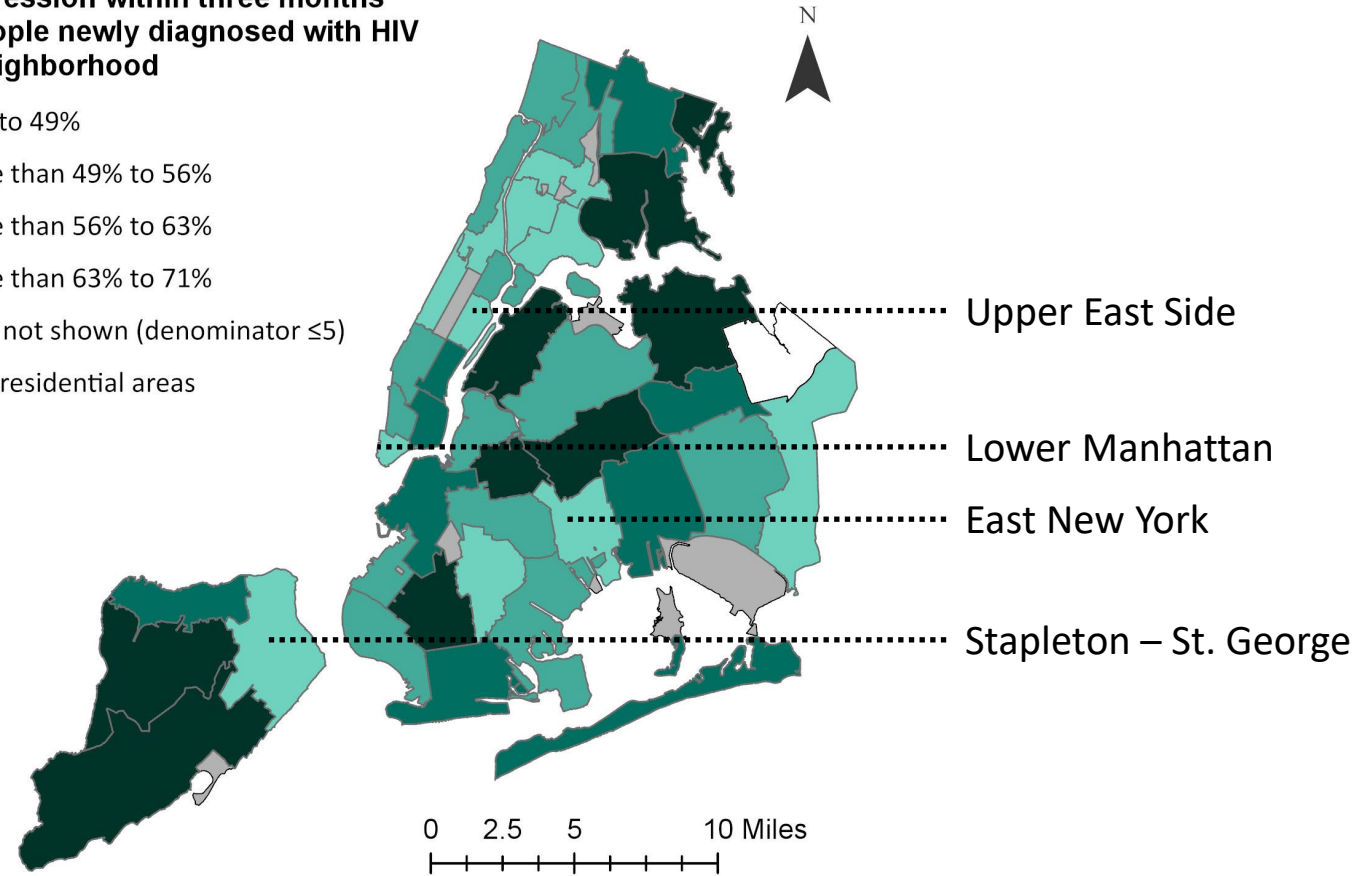 ression within three months
ople newly diagnosed with HIV
ighborhood
to 49%
e than 49% to 56%
e than 56% to 63%
e than 63% to 71%
not shown (denominator ≤5)
residential areas
N
Upper East Side
Lower Manhattan
East New York
Stapleton – St. George
0 2.5 5 10 Miles